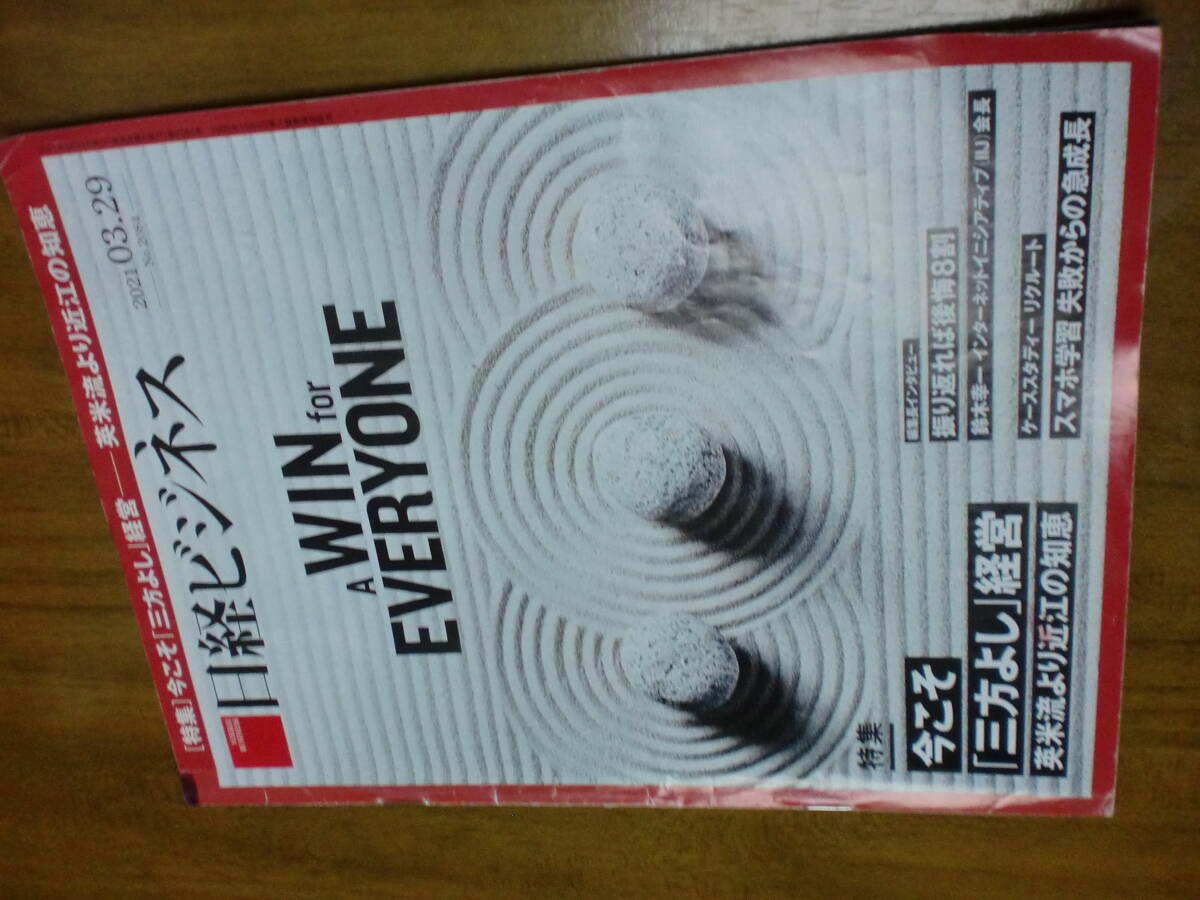 [特集]今こそ「三方よし」経営——英米流より近江の知恵
日経ビジネス
2021 03.29
A WIN for
EVERYONE
特集
今こそ
「三方よし」経営
英米流より近江の知恵
編集長インタビュー
振り返れば後悔8割
鈴木幸一 インターネットイニシアティブ(IIJ)会長
ケーススタディー リクルート
スマホ学習 失敗からの急成長